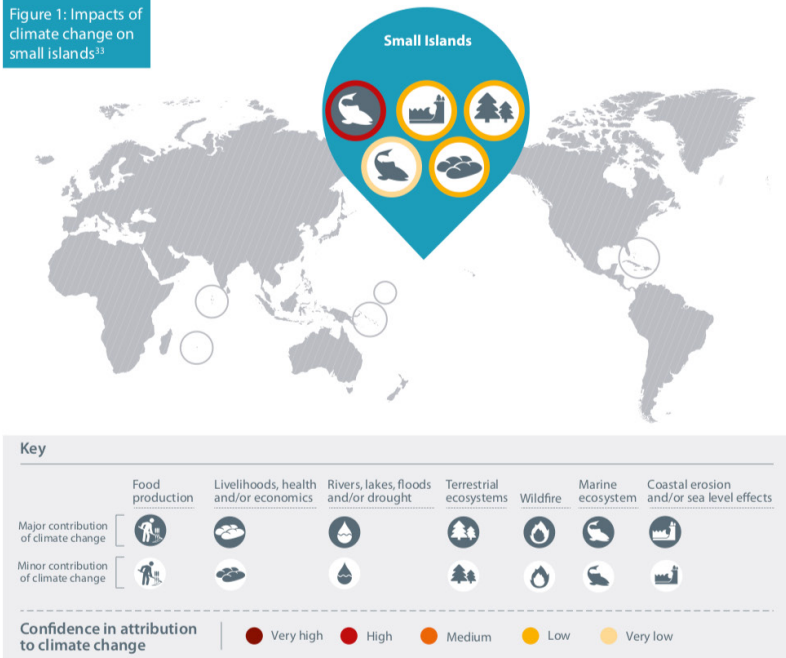 Figure 1: Impacts of
climate change on
small islands³³
Small Islands
Key
Food
production
Livelihoods, health
and/or economics
Rivers, lakes, floods
and/or drought
Terrestrial
ecosystems
Wildfire
Marine
ecosystem
Coastal erosion
and/or sea level effects
Major contribution
of climate change
Minor contribution
of climate change
Confidence in attribution
to climate change
Very high
High
Medium
Low
Very low